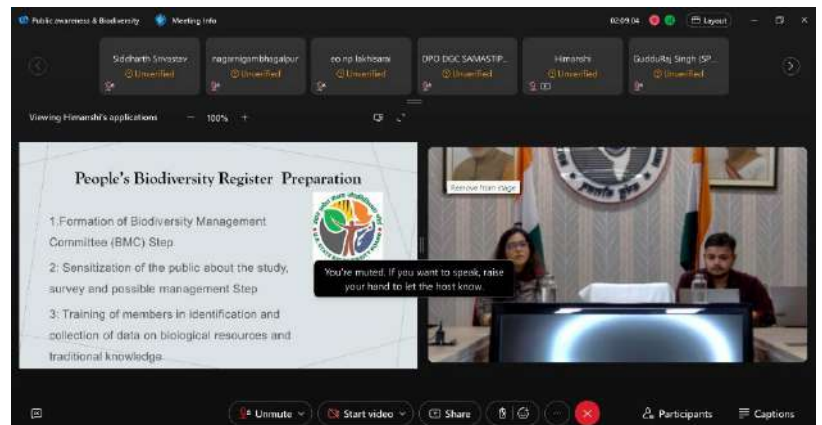 Public awareness & Biodiversity
Meeting Info
02:09:04
Layout
Siddharth Srivastav
Unverified
nagarnigambhagalpur
Unverified
eo np lakhisarai
Unverified
DPO DGC SAMASTIP...
Unverified
Himanshi
Unverified
GudduRaj Singh (SP...
Unverified
Viewing Himanshi's applications
100%
People's Biodiversity Register Preparation
1.Formation of Biodiversity Management
Committee (BMC) Step
2: Sensitization of the public about the study,
survey and possible management Step
3: Training of members in identification and
collection of data on biological resources and
traditional knowledge
Remove from stage
You're muted. If you want to speak, raise
your hand to let the host know.
Unmute
Start video
Share
Participants
Captions